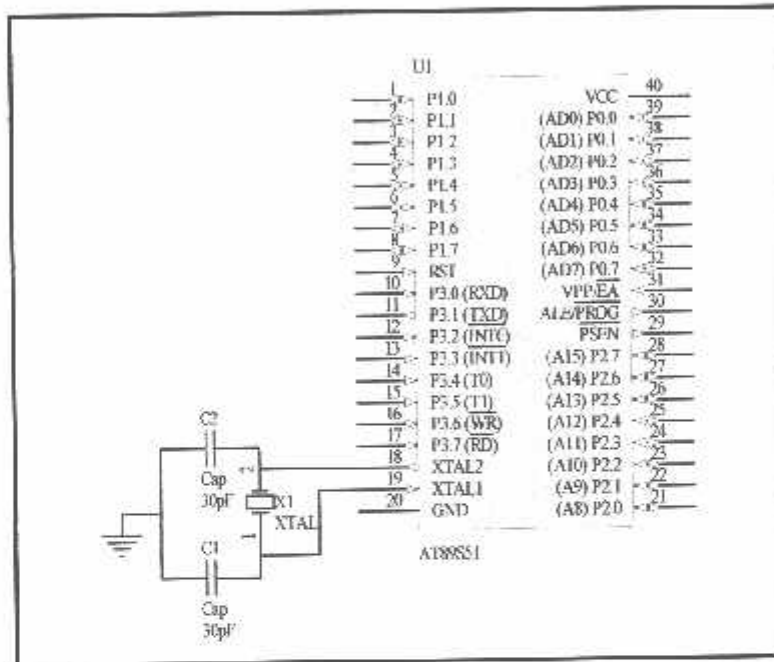 U1
1 P1.0
2 P1.1
3 P1.2
4 P1.3
5 P1.4
6 P1.5
7 P1.6
8 P1.7
9 RST
10 P3.0 (RXD)
11 P3.1 (TXD)
12 P3.2 (INT0)
13 P3.3 (INT1)
14 P3.4 (T0)
15 P3.5 (T1)
16 P3.6 (WR)
17 P3.7 (RD)
18 XTAL2
19 XTAL1
20 GND
VCC 40
(AD0) P0.0 39
(AD1) P0.1 38
(AD2) P0.2 37
(AD3) P0.3 36
(AD4) P0.4 35
(AD5) P0.5 34
(AD6) P0.6 33
(AD7) P0.7 32
VPP/EA 31
ALE/PROG 30
PSEN 29
(A15) P2.7 28
(A14) P2.6 27
(A13) P2.5 26
(A12) P2.4 25
(A11) P2.3 24
(A10) P2.2 23
(A9) P2.1 22
(A8) P2.0 21
AT89S51
C2
Cap
30pF
2
X1
XTAL
1
C1
Cap
30pF